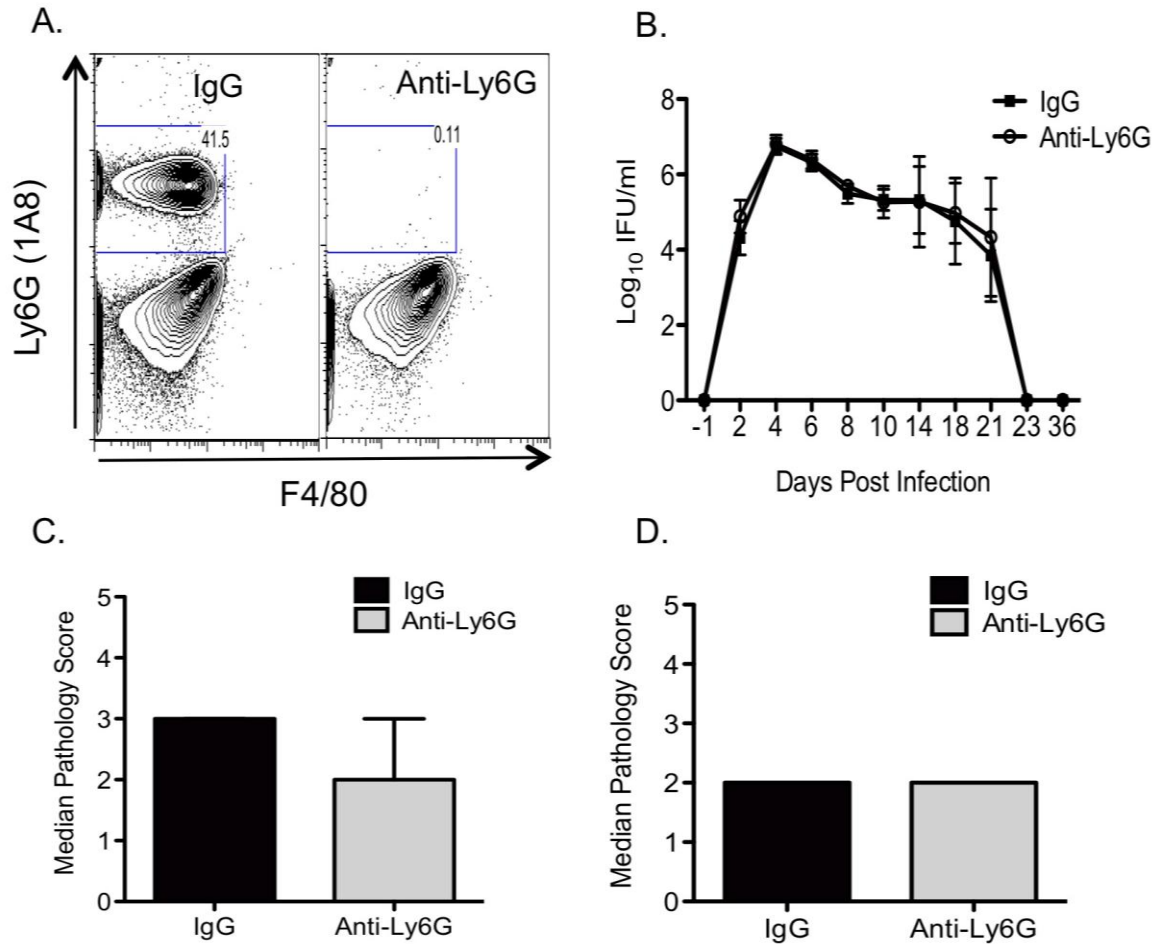 A.
IgG
Anti-Ly6G
41.5
0.11
Ly6G (1A8)
F4/80
B.
IgG
Anti-Ly6G
8
6
4
2
0
Log10 IFU/ml
-1 2 4 6 8 10 14 18 21 23 36
Days Post Infection
C.
IgG
Anti-Ly6G
5
4
3
2
1
0
Median Pathology Score
IgG Anti-Ly6G
D.
IgG
Anti-Ly6G
5
4
3
2
1
0
Median Pathology Score
IgG Anti-Ly6G